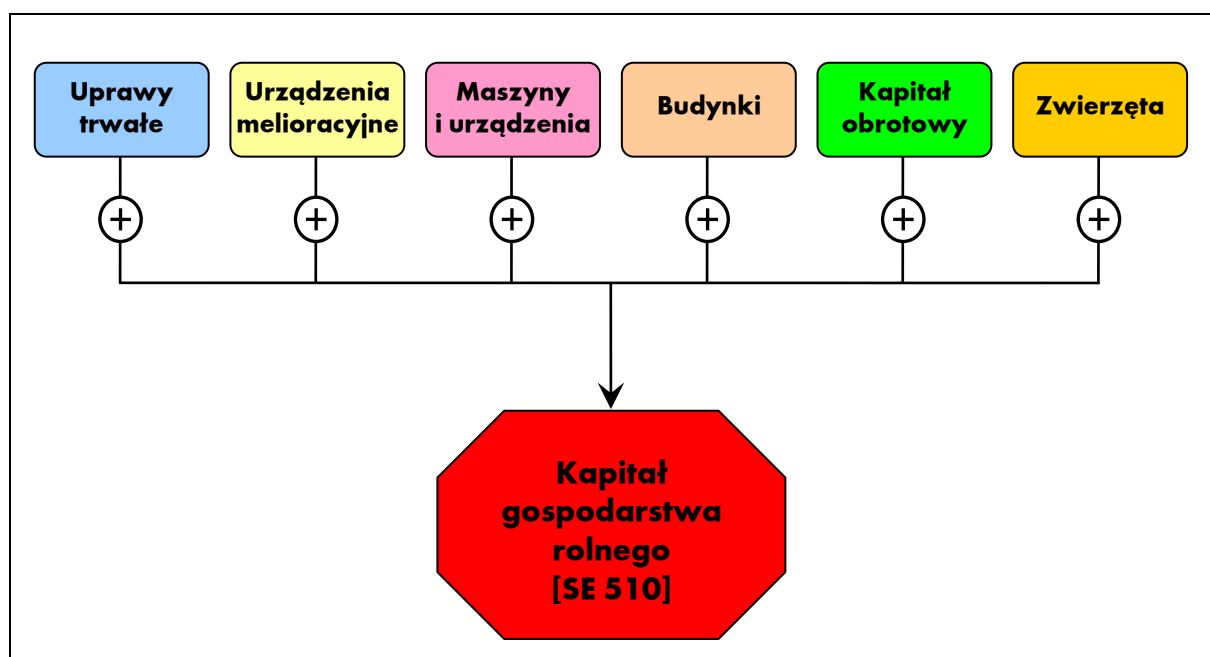 Uprawy
trwałe
Urządzenia
melioracyjne
Maszyny
i urządzenia
Budynki
Kapitał
obrotowy
Zwierzęta
+ + + + + +
Kapitał
gospodarstwa
rolnego
[SE 510]